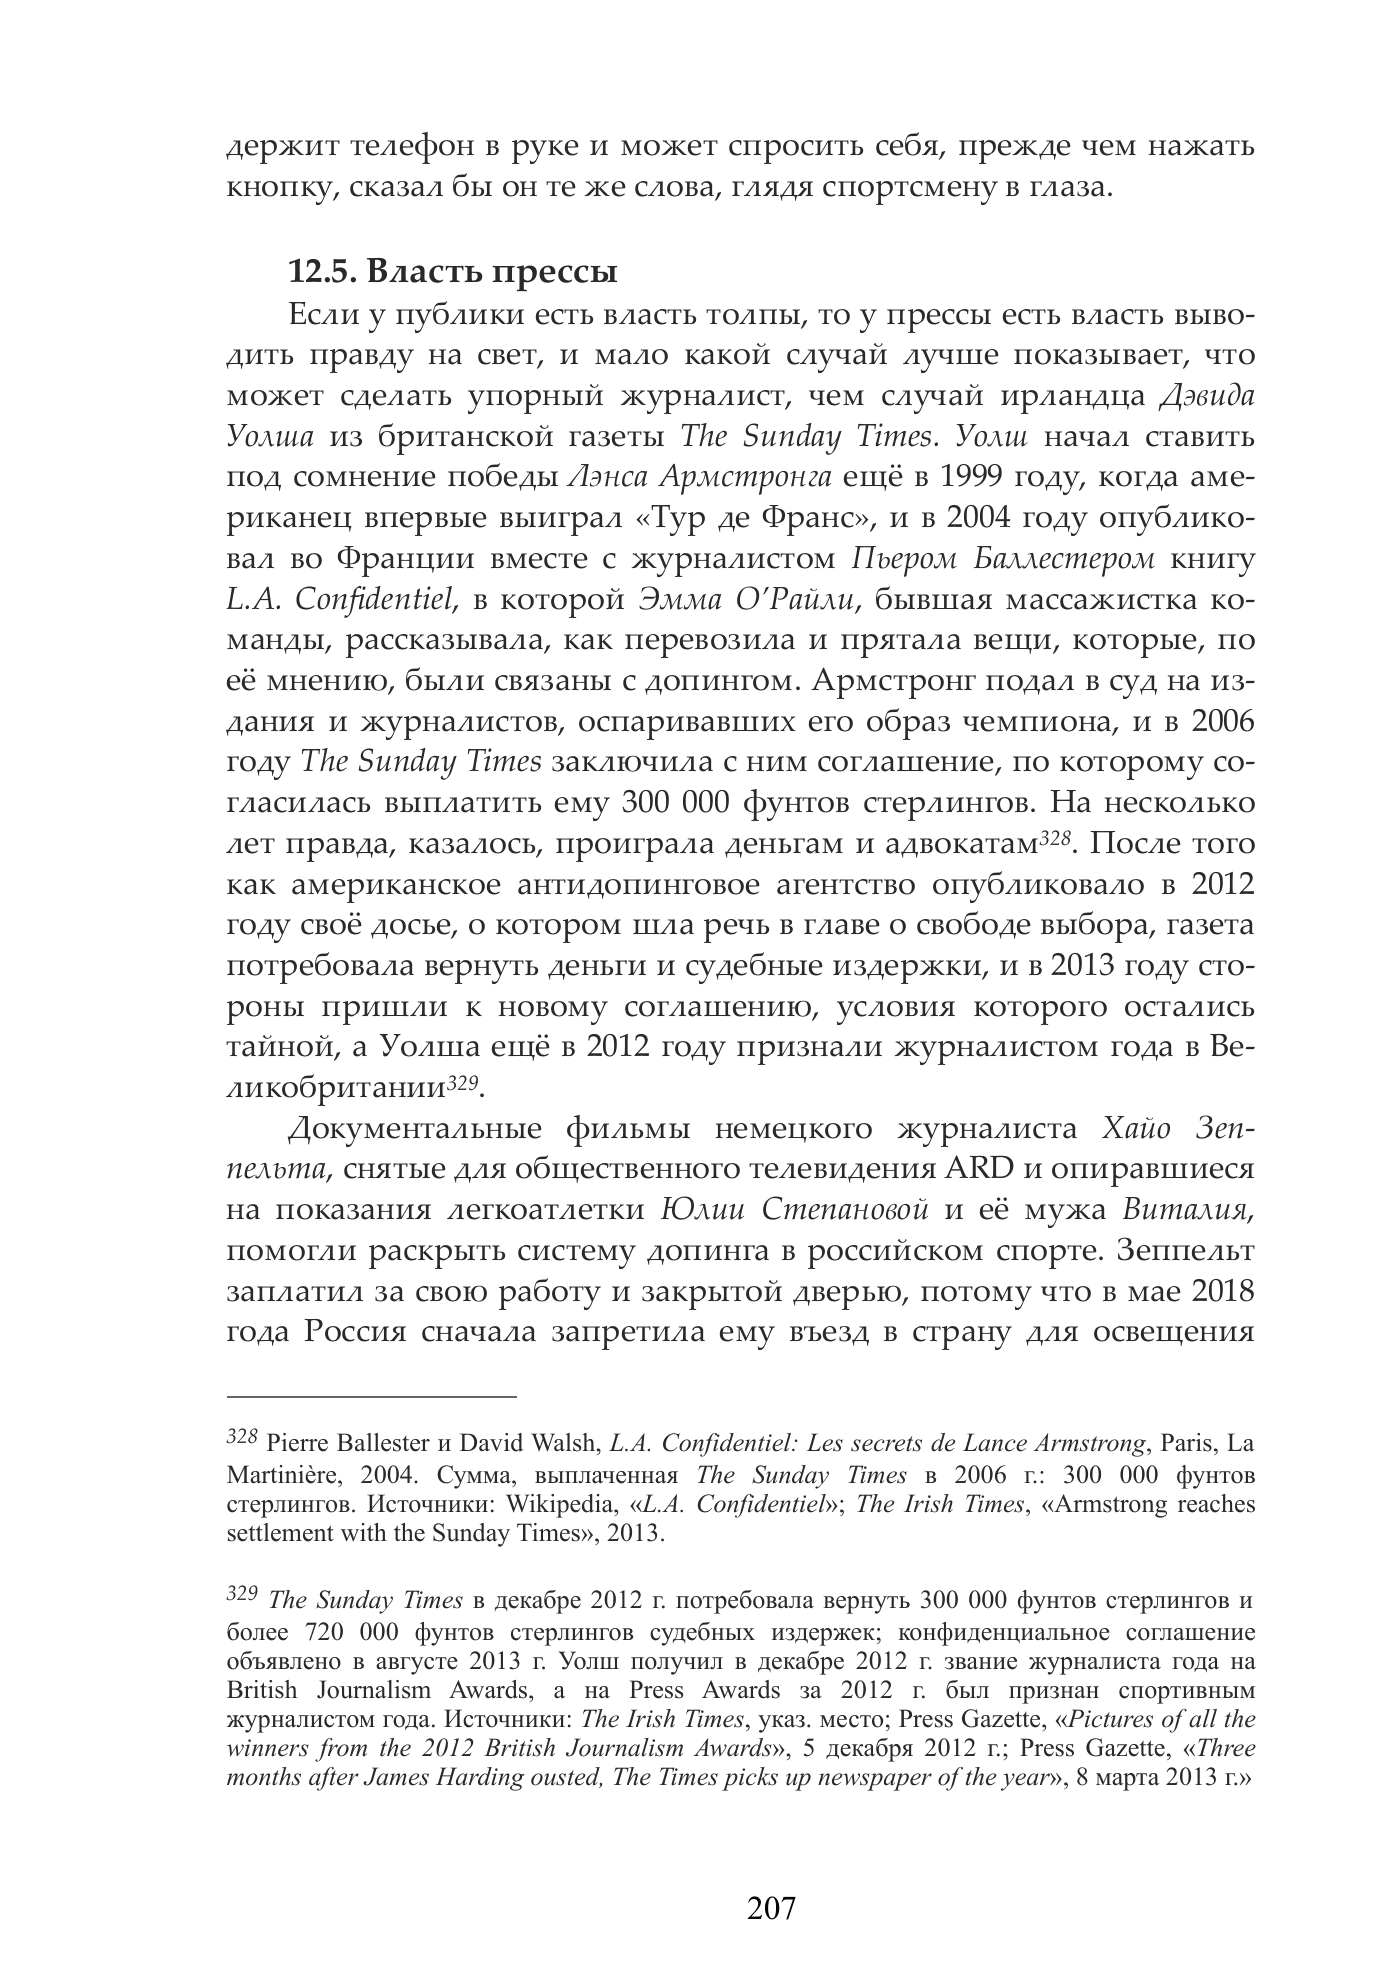 держит телефон в руке и может спросить себя, прежде чем нажать
кнопку, сказал бы он те же слова, глядя спортсмену в глаза.
12.5. Власть прессы
Если у публики есть власть толпы, то у прессы есть власть выво-
дить правду на свет, и мало какой случай лучше показывает, что
может сделать упорный журналист, чем случай ирландца Дэвида
Уолша из британской газеты The Sunday Times. Уолш начал ставить
под сомнение победы Лэнса Армстронга ещё в 1999 году, когда аме-
риканец впервые выиграл «Тур де Франс», и в 2004 году опублико-
вал во Франции вместе с журналистом Пьером Баллестером книгу
L.A. Confidentiel, в которой Эмма О’Райли, бывшая массажистка ко-
манды, рассказывала, как перевозила и прятала вещи, которые, по
её мнению, были связаны с допингом. Армстронг подал в суд на из-
дания и журналистов, оспаривавших его образ чемпиона, и в 2006
году The Sunday Times заключила с ним соглашение, по которому со-
гласилась выплатить ему 300 000 фунтов стерлингов. На несколько
лет правда, казалось, проиграла деньгам и адвокатам328. После того
как американское антидопинговое агентство опубликовало в 2012
году своё досье, о котором шла речь в главе о свободе выбора, газета
потребовала вернуть деньги и судебные издержки, и в 2013 году сто-
роны пришли к новому соглашению, условия которого остались
тайной, а Уолша ещё в 2012 году признали журналистом года в Ве-
ликобритании329.
Документальные фильмы немецкого журналиста Хайо Зеп-
пельта, снятые для общественного телевидения ARD и опиравшиеся
на показания легкоатлетки Юлии Степановой и её мужа Виталия,
помогли раскрыть систему допинга в российском спорте. Зеппельт
заплатил за свою работу и закрытой дверью, потому что в мае 2018
года Россия сначала запретила ему въезд в страну для освещения
328 Pierre Ballester и David Walsh, L.A. Confidentiel: Les secrets de Lance Armstrong, Paris, La
Martinière, 2004. Сумма, выплаченная The Sunday Times в 2006 г.: 300 000 фунтов
стерлингов. Источники: Wikipedia, «L.A. Confidentiel»; The Irish Times, «Armstrong reaches
settlement with the Sunday Times», 2013.
329 The Sunday Times в декабре 2012 г. потребовала вернуть 300 000 фунтов стерлингов и
более 720 000 фунтов стерлингов судебных издержек; конфиденциальное соглашение
объявлено в августе 2013 г. Уолш получил в декабре 2012 г. звание журналиста года на
British Journalism Awards, а на Press Awards за 2012 г. был признан спортивным
журналистом года. Источники: The Irish Times, указ. место; Press Gazette, «Pictures of all the
winners from the 2012 British Journalism Awards», 5 декабря 2012 г.; Press Gazette, «Three
months after James Harding ousted, The Times picks up newspaper of the year», 8 марта 2013 г.»
207